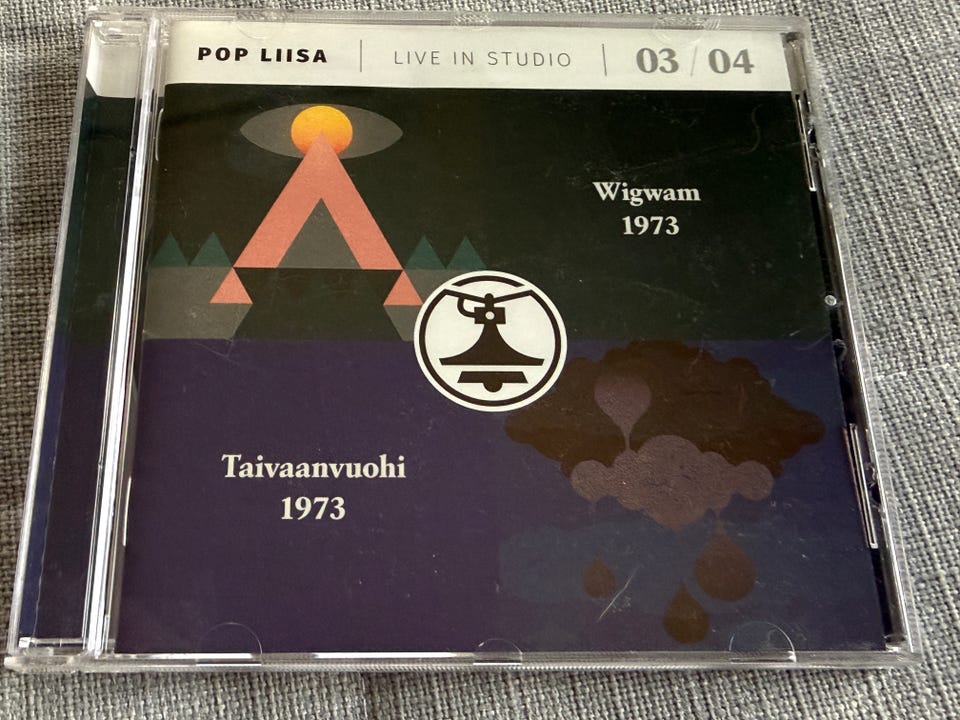 POP LIISA | LIVE IN STUDIO | 03 / 04
Wigwam
1973
Taivaanvuohi
1973